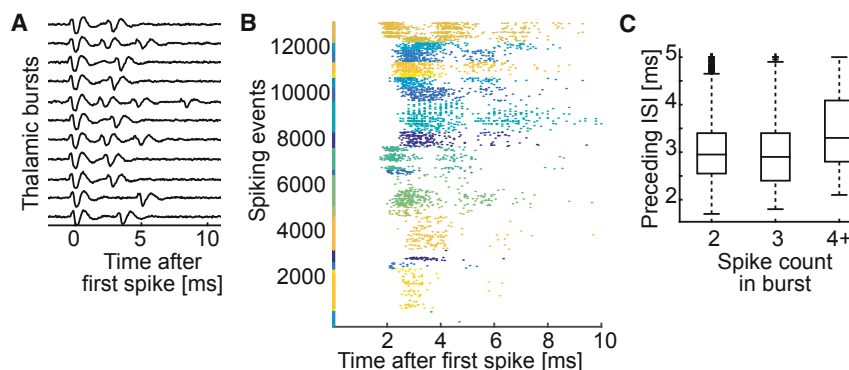 A
Thalamic bursts
0
5
10
Time after
first spike [ms]
B
Spiking events
12000
10000
8000
6000
4000
2000
2
4
6
8
10
Time after first spike [ms]
C
Preceding ISI [ms]
5
4
3
2
2
3
4+
Spike count
in burst